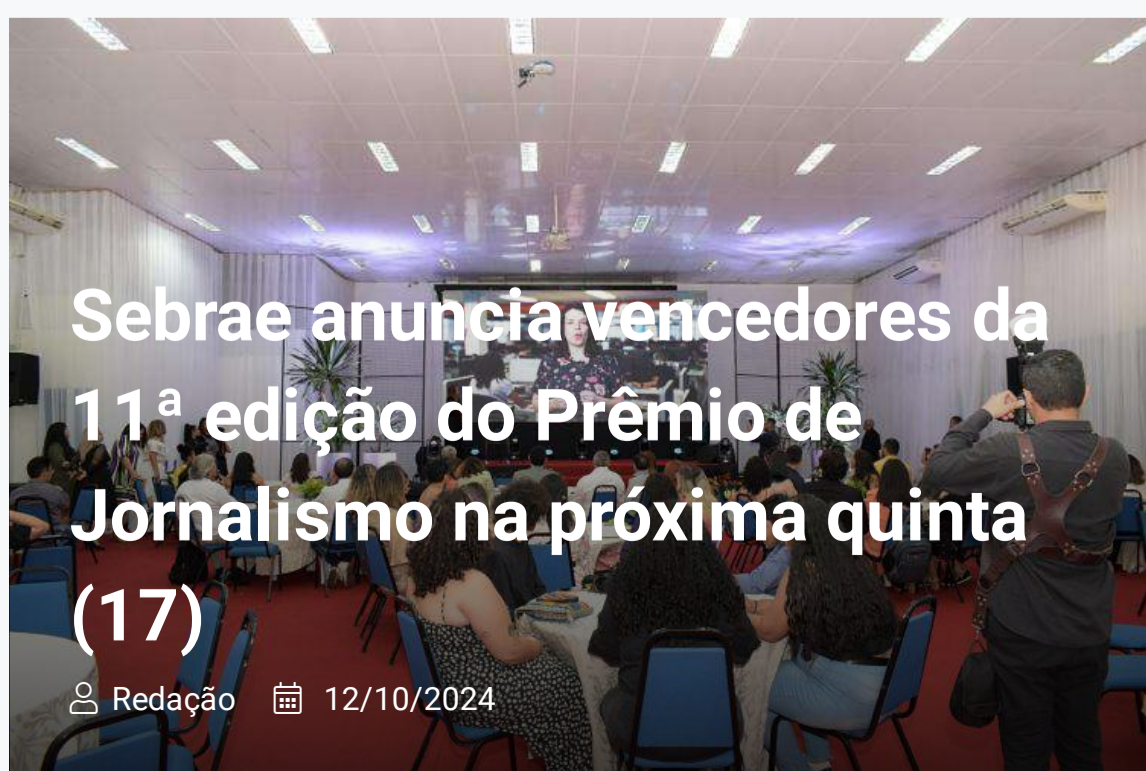 Sebrae anuncia vencedores da
11ª edição do Prêmio de
Jornalismo na próxima quinta
(17)
Redação 12/10/2024